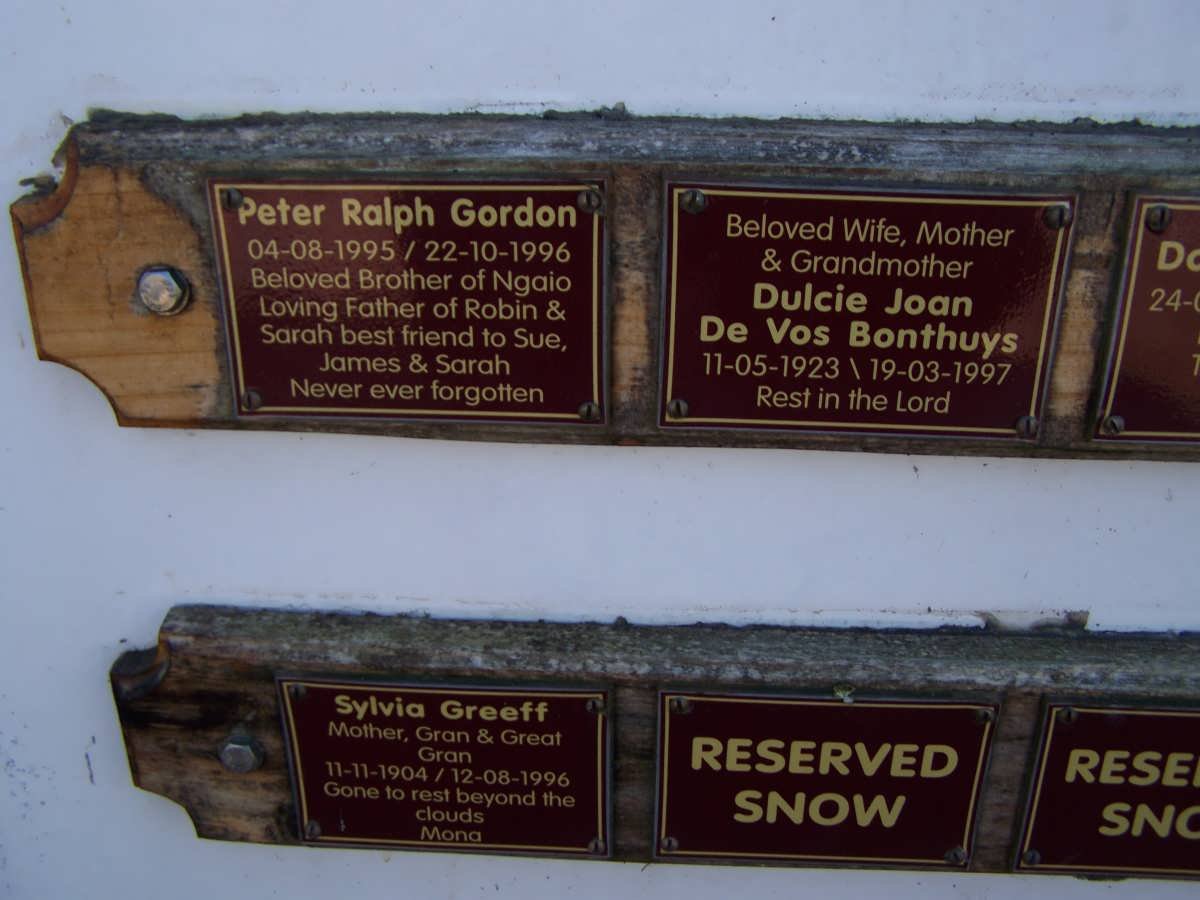 Peter Ralph Gordon
04-08-1995 / 22-10-1996
Beloved Brother of Ngaio
Loving Father of Robin &
Sarah best friend to Sue,
James & Sarah
Never ever forgotten
Beloved Wife, Mother
& Grandmother
Dulcie Joan
De Vos Bonthuys
11-05-1923 \ 19-03-1997
Rest in the Lord
Sylvia Greeff
Mother, Gran & Great
Gran
11-11-1904 / 12-08-1996
Gone to rest beyond the
clouds
Mona
RESERVED
SNOW